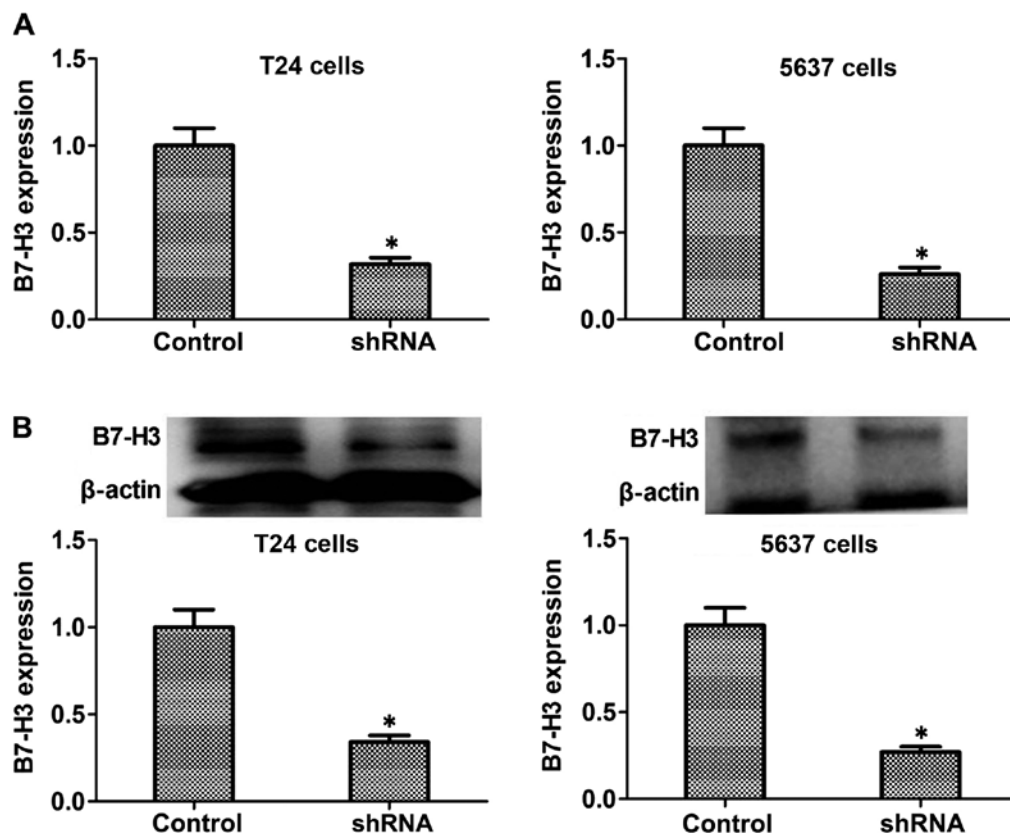 A
T24 cells
B7-H3 expression
1.5
1.0
0.5
0.0
*
Control
shRNA
5637 cells
B7-H3 expression
1.5
1.0
0.5
0.0
*
Control
shRNA
B
B7-H3
β-actin
T24 cells
B7-H3 expression
1.5
1.0
0.5
0.0
*
Control
shRNA
B7-H3
β-actin
5637 cells
B7-H3 expression
1.5
1.0
0.5
0.0
*
Control
shRNA